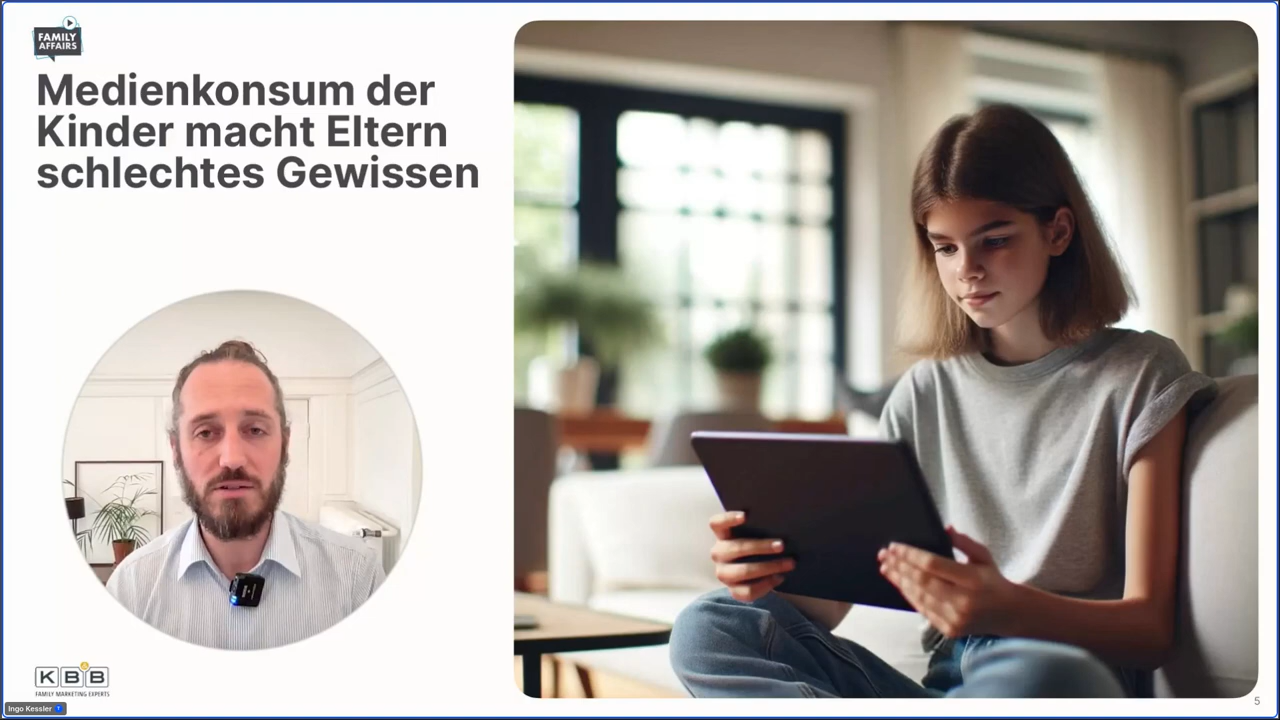 FAMILY
AFFAIRS
Medienkonsum der
Kinder macht Eltern
schlechtes Gewissen
KBB
FAMILY MARKETING EXPERTS
Ingo Kessler
5